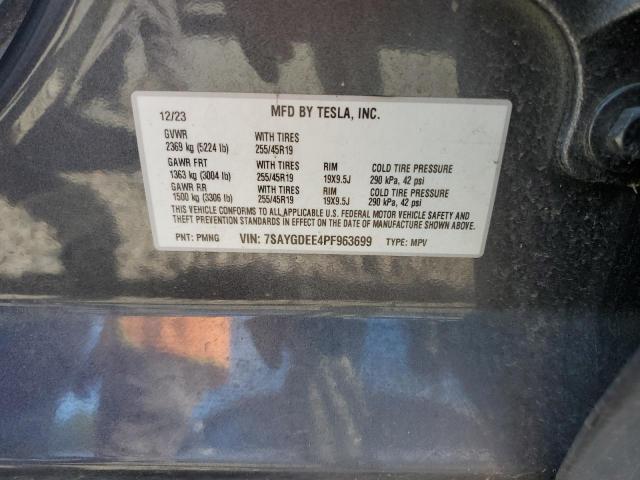 12/23 MFD BY TESLA, INC.
GVWR WITH TIRES
2369 kg (5224 lb) 255/45R19
GAWR FRT WITH TIRES RIM COLD TIRE PRESSURE
1363 kg (3004 lb) 255/45R19 19X9.5J 290 kPa, 42 psi
GAWR RR WITH TIRES RIM COLD TIRE PRESSURE
1500 kg (3306 lb) 255/45R19 19X9.5J 290 kPa, 42 psi
THIS VEHICLE CONFORMS TO ALL APPLICABLE U.S. FEDERAL MOTOR VEHICLE SAFETY AND
THEFT PREVENTION STANDARDS IN EFFECT ON THE DATE OF MANUFACTURE SHOWN ABOVE.
PNT: PMNG VIN: 7SAYGDEE4PF963699 TYPE: MPV